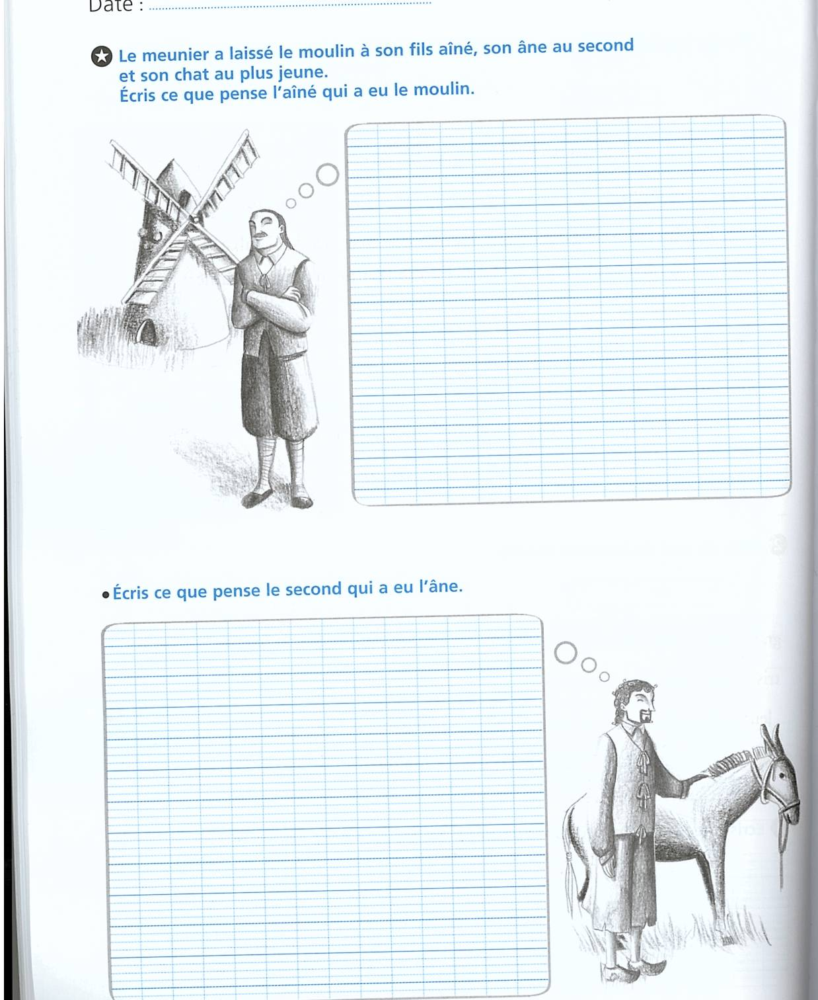 Date :
Le meunier a laissé le moulin à son fils aîné, son âne au second
et son chat au plus jeune.
Écris ce que pense l’aîné qui a eu le moulin.
• Écris ce que pense le second qui a eu l’âne.